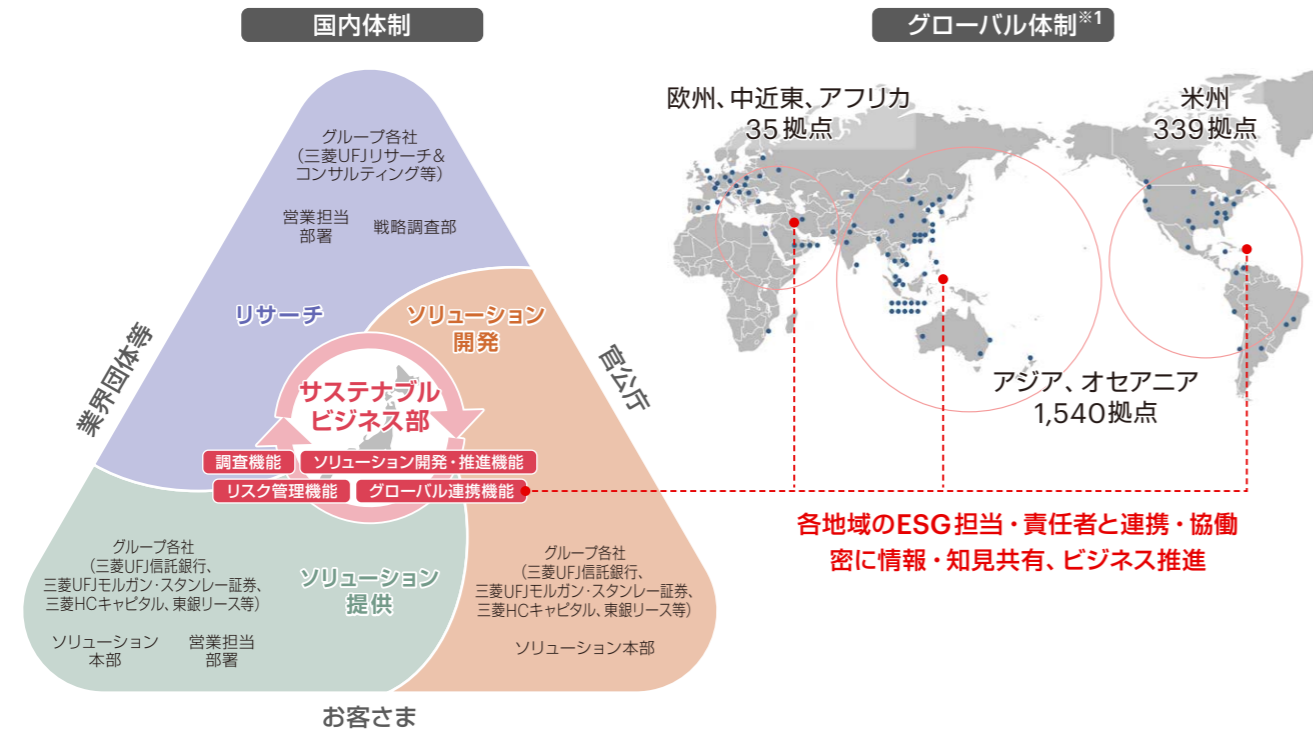 国内体制
グループ各社
(三菱UFJリサーチ&
コンサルティング等)
営業担当
部署
戦略調査部
リサーチ
ソリューション
開発
業界団体等
官公庁
サステナブル
ビジネス部
調査機能
ソリューション開発・推進機能
リスク管理機能
グローバル連携機能
グループ各社
(三菱UFJ信託銀行、
三菱UFJモルガン・スタンレー証券、
三菱HCキャピタル、東銀リース等)
ソリューション
本部
営業担当
部署
ソリューション
提供
グループ各社
(三菱UFJ信託銀行、
三菱UFJモルガン・スタンレー証券、
三菱HCキャピタル、東銀リース等)
ソリューション本部
お客さま
グローバル体制※1
欧州、中近東、アフリカ
35拠点
米州
339拠点
アジア、オセアニア
1,540拠点
各地域のESG担当・責任者と連携・協働
密に情報・知見共有、ビジネス推進